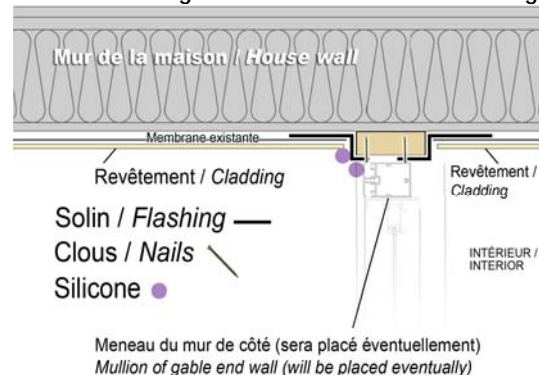 Mur de la maison / House wall
Membrane existante
Revêtement / Cladding
Revêtement /
Cladding
Solin / Flashing
Clous / Nails
Silicone
INTÉRIEUR /
INTERIOR
Meneau du mur de côté (sera placé éventuellement)
Mullion of gable end wall (will be placed eventually)